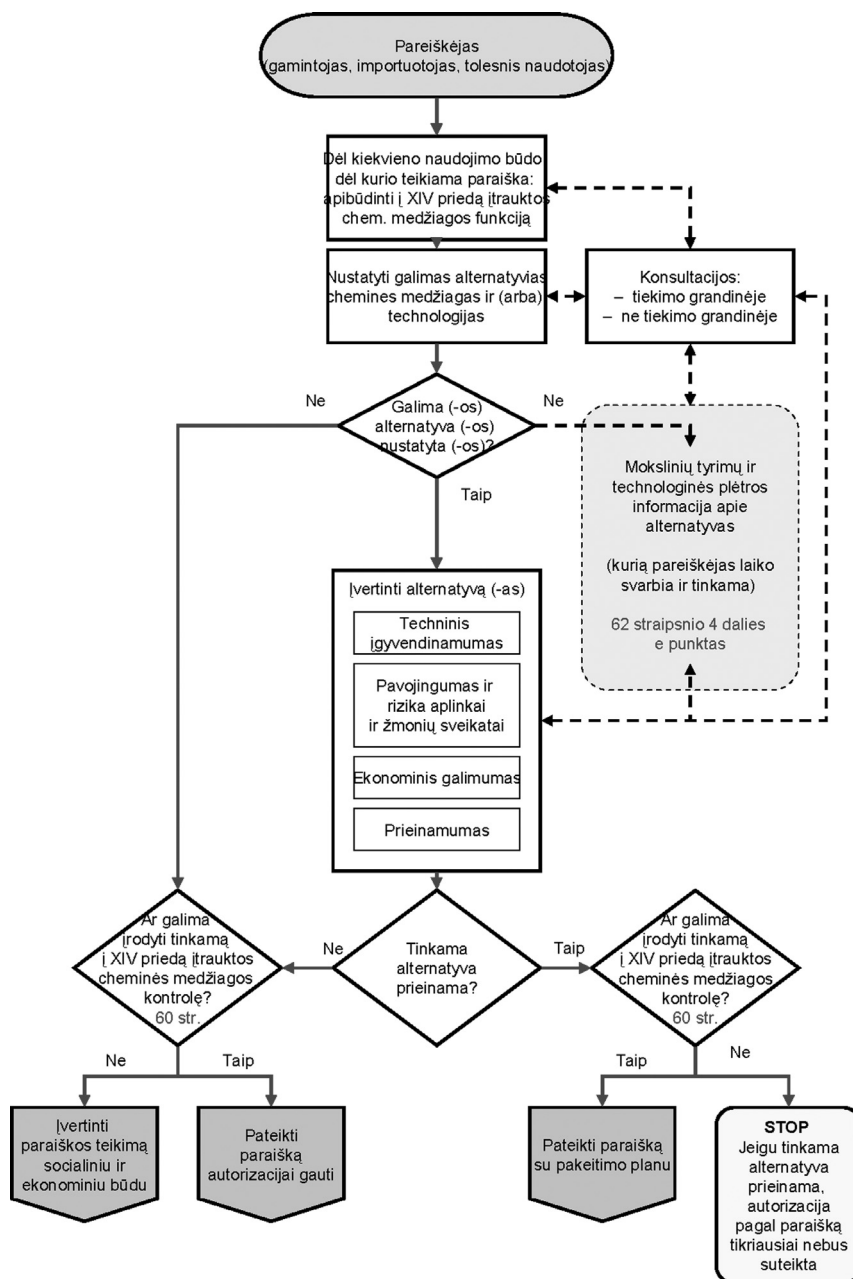 Pareiškėjas
(gamintojas, importuotojas, tolesnis naudotojas)
Dėl kiekvieno naudojimo būdo,
dėl kurio teikiama paraiška:
apibūdinti į XIV priedą įtrauktos
chem. medžiagos funkciją
Nustatyti galimas alternatyvias
chemines medžiagas ir (arba)
technologijas
Konsultacijos:
– tiekimo grandinėje
– ne tiekimo grandinėje
Ne
Galima (-os)
alternatyva (-os)
nustatyta (-os)?
Ne
Taip
Mokslinių tyrimų ir
technologinės plėtros
informacija apie
alternatyvas
(kurią pareiškėjas laiko
svarbia ir tinkama)
62 straipsnio 4 dalies
e punktas
Įvertinti alternatyvą (-as)
Techninis
įgyvendinamumas
Pavojingumas ir
rizika aplinkai
ir žmonių sveikatai
Ekonominis galimumas
Prieinamumas
Ar galima
įrodyti tinkamą
į XIV priedą įtrauktos
cheminės medžiagos
kontrolę?
60 str.
Ne
Tinkama
alternatyva
prieinama?
Taip
Ar galima
įrodyti tinkamą
į XIV priedą įtrauktos
cheminės medžiagos
kontrolę?
60 str.
Ne
Taip
Taip
Ne
Įvertinti
paraiškos teikimą
socialiniu ir
ekonominiu būdu
Pateikti
paraišką
autorizacijai gauti
Pateikti paraišką
su pakeitimo planu
STOP
Jeigu tinkama
alternatyva
prieinama,
autorizacija
pagal paraišką
tikriausiai nebus
suteikta